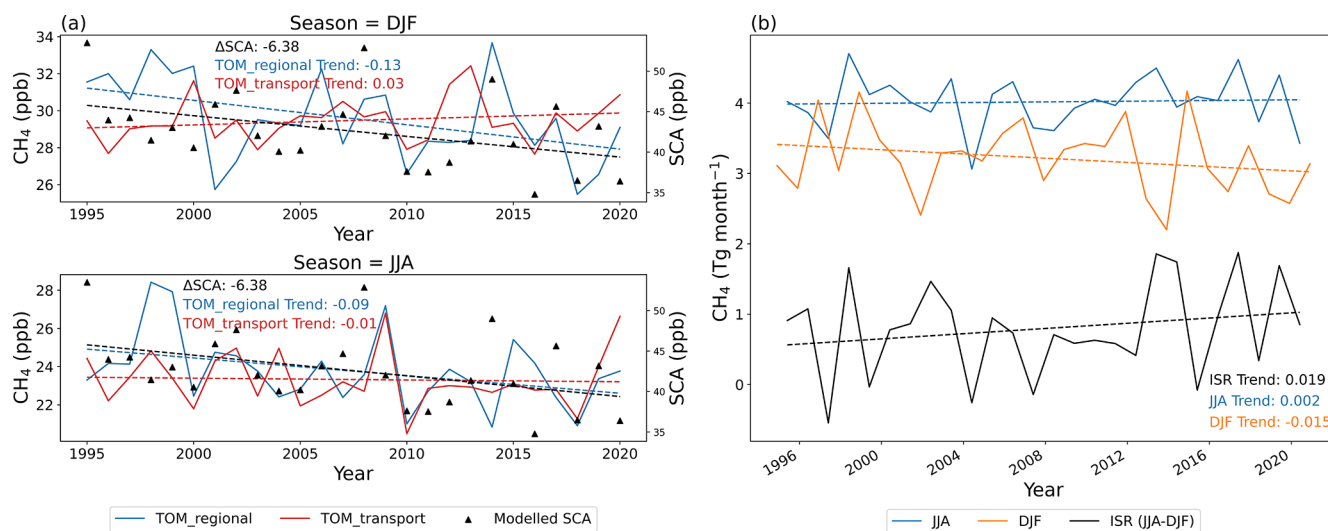 (a)
Season = DJF
ΔSCA: -6.38
TOM_regional Trend: -0.13
TOM_transport Trend: 0.03
CH₄ (ppb)
34
32
30
28
26
SCA (ppb)
50
45
40
35
1995 2000 2005 2010 2015 2020
Year
Season = JJA
ΔSCA: -6.38
TOM_regional Trend: -0.09
TOM_transport Trend: -0.01
CH₄ (ppb)
28
26
24
22
SCA (ppb)
50
45
40
35
1995 2000 2005 2010 2015 2020
Year
TOM_regional TOM_transport Modelled SCA
(b)
CH₄ (Tg month⁻¹)
4
3
2
1
0
ISR Trend: 0.019
JJA Trend: 0.002
DJF Trend: -0.015
1996 2000 2004 2008 2012 2016 2020
Year
JJA DJF ISR (JJA-DJF)